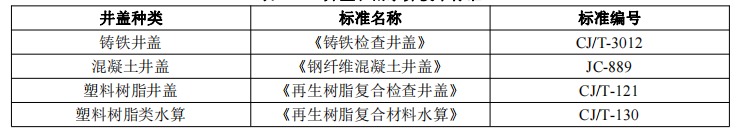 井盖种类 标准名称 标准编号
铸铁井盖 《铸铁检查井盖》 CJ/T-3012
混凝土井盖 《钢纤维混凝土井盖》 JC-889
塑料树脂井盖 《再生树脂复合检查井盖》 CJ/T-121
塑料树脂类水算 《再生树脂复合材料水算》 CJ/T-130